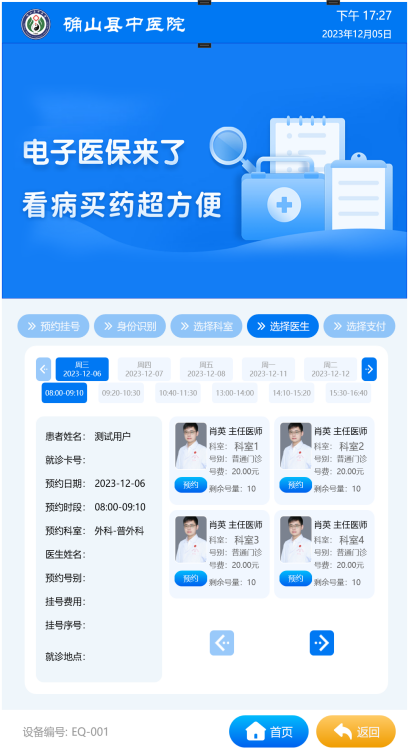 确山县中医院
下午 17:27
2023年12月05日
电子医保来了
看病买药超方便
预约挂号
身份识别
选择科室
选择医生
选择支付
周三 周四 周五 周一 周二
2023-12-06 2023-12-07 2023-12-08 2023-12-11 2023-12-12
08:00-09:10 09:20-10:30 10:40-11:30 13:00-14:00 14:10-15:20 15:30-16:40
患者姓名: 测试用户
就诊卡号:
预约日期: 2023-12-06
预约时段: 08:00-09:10
预约科室: 外科-普外科
医生姓名:
预约号别:
挂号费用:
挂号序号:
就诊地点:
肖英 主任医师
科室: 科室1
号别: 普通门诊
号费: 20.00元
预约
剩余号量: 10
肖英 主任医师
科室: 科室2
号别: 普通门诊
号费: 20.00元
预约
剩余号量: 10
肖英 主任医师
科室: 科室3
号别: 普通门诊
号费: 20.00元
预约
剩余号量: 10
肖英 主任医师
科室: 科室4
号别: 普通门诊
号费: 20.00元
预约
剩余号量: 10
设备编号: EQ-001
首页
返回